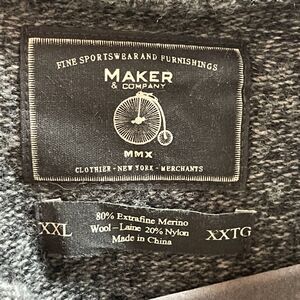 FINE SPORTSWEAR AND FURNISHINGS
MAKER
& COMPANY
MMX
CLOTHIER - NEW YORK - MERCHANTS
80% Extrafine Merino
XXL Wool - Laine 20% Nylon XXTG
Made in China